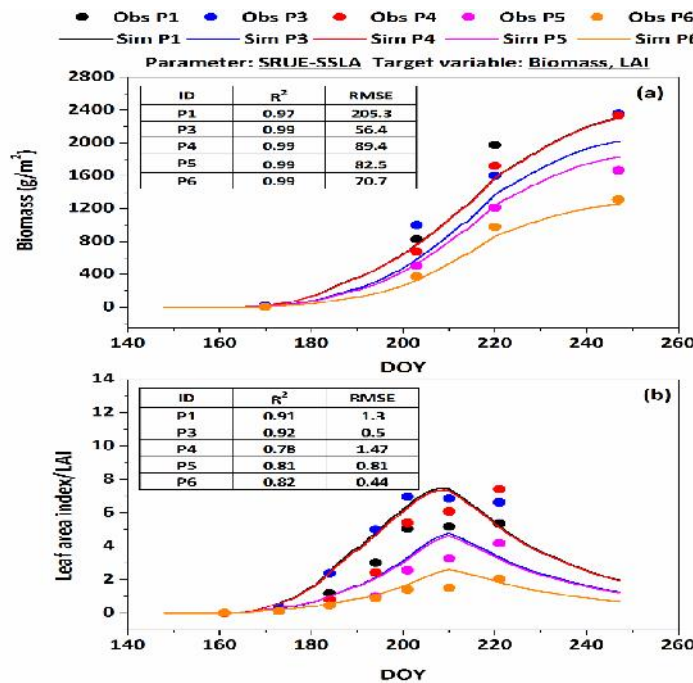 Obs P1 Obs P3 Obs P4 Obs P5 Obs P6
Sim P1 Sim P3 Sim P4 Sim P5 Sim P6
Parameter: SRUE-SSLA Target variable: Biomass, LAI
(a)
ID R² RMSE
P1 0.97 205.3
P3 0.99 56.4
P4 0.99 89.4
P5 0.99 82.5
P6 0.99 70.7
Biomass (g/m²)
2800
2400
2000
1600
1200
800
400
0
140 160 180 200 220 240 260
DOY
(b)
ID R² RMSE
P1 0.91 1.3
P3 0.92 0.5
P4 0.78 1.47
P5 0.81 0.81
P6 0.82 0.44
Leaf area index/LAI
14
12
10
8
6
4
2
0
140 160 180 200 220 240 260
DOY